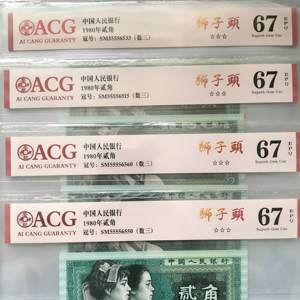 ACG
AI CANG GUARANTY
中国人民银行
1980年贰角
冠号：SM55556533（数三）
獅子頭
☆☆☆
67 EPQ
Superb Gem Unc
ACG
AI CANG GUARANTY
中国人民银行
1980年贰角
冠号：SM55556515（数三）
獅子頭
☆☆☆
67 EPQ
Superb Gem Unc
ACG
AI CANG GUARANTY
中国人民银行
1980年贰角
冠号：SM55556560（数三）
獅子頭
☆☆☆
67 EPQ
Superb Gem Unc
ACG
AI CANG GUARANTY
中国人民银行
1980年贰角
冠号：SM55556550（数三）
獅子頭
☆☆☆
67 EPQ
Superb Gem Unc
中国人民银行
贰角